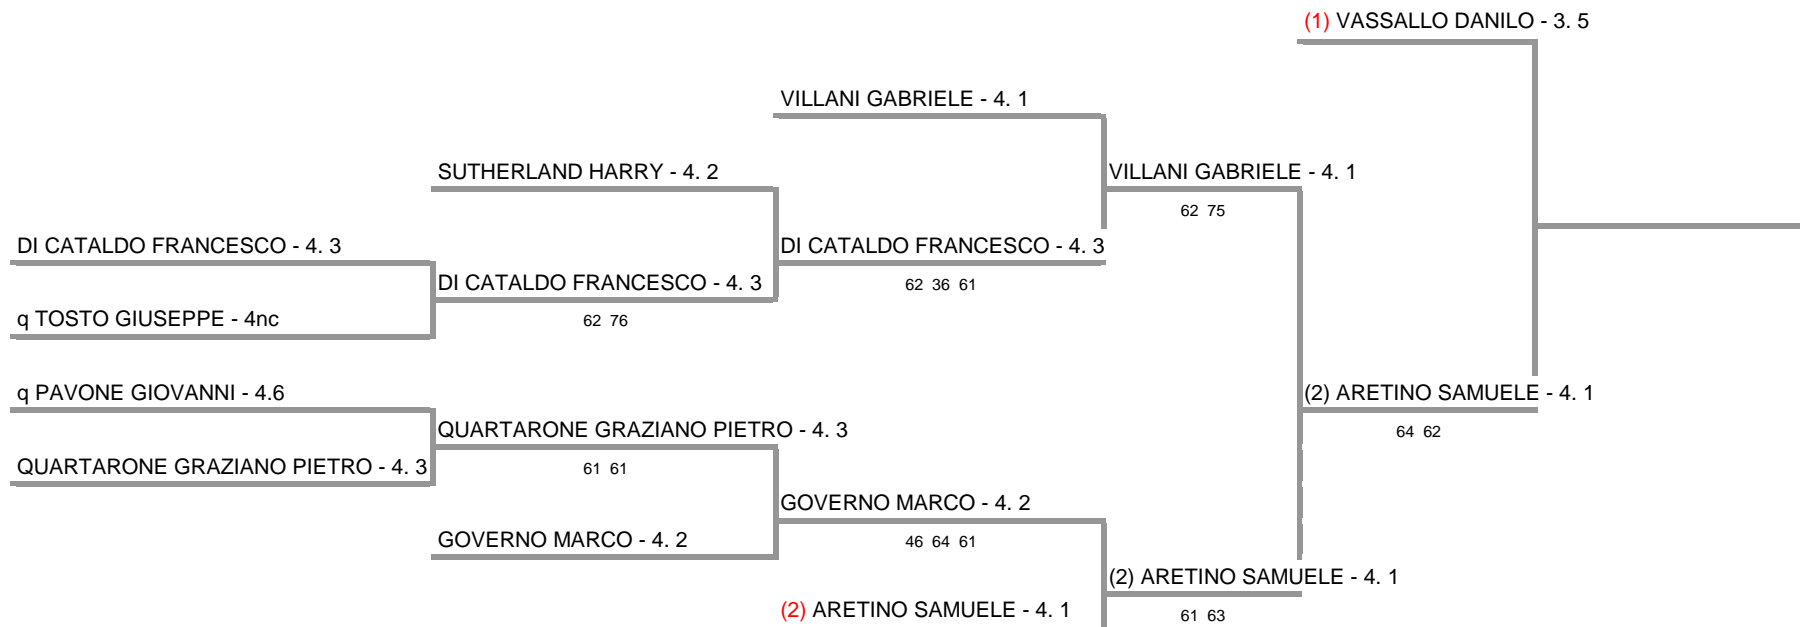 (1) VASSALLO DANILO - 3. 5
VILLANI GABRIELE - 4. 1
SUTHERLAND HARRY - 4. 2
VILLANI GABRIELE - 4. 1
62 75
DI CATALDO FRANCESCO - 4. 3
DI CATALDO FRANCESCO - 4. 3
DI CATALDO FRANCESCO - 4. 3
62 36 61
q TOSTO GIUSEPPE - 4nc
62 76
q PAVONE GIOVANNI - 4.6
(2) ARETINO SAMUELE - 4. 1
QUARTARONE GRAZIANO PIETRO - 4. 3
64 62
QUARTARONE GRAZIANO PIETRO - 4. 3
61 61
GOVERNO MARCO - 4. 2
GOVERNO MARCO - 4. 2
46 64 61
(2) ARETINO SAMUELE - 4. 1
(2) ARETINO SAMUELE - 4. 1
61 63